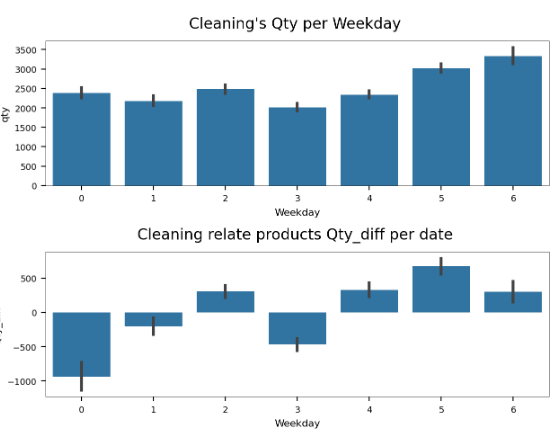 Cleaning's Qty per Weekday
3500
3000
2500
2000
1500
1000
500
0
qty
0 1 2 3 4 5 6
Weekday
Cleaning relate products Qty_diff per date
500
0
−500
−1000
0 1 2 3 4 5 6
Weekday